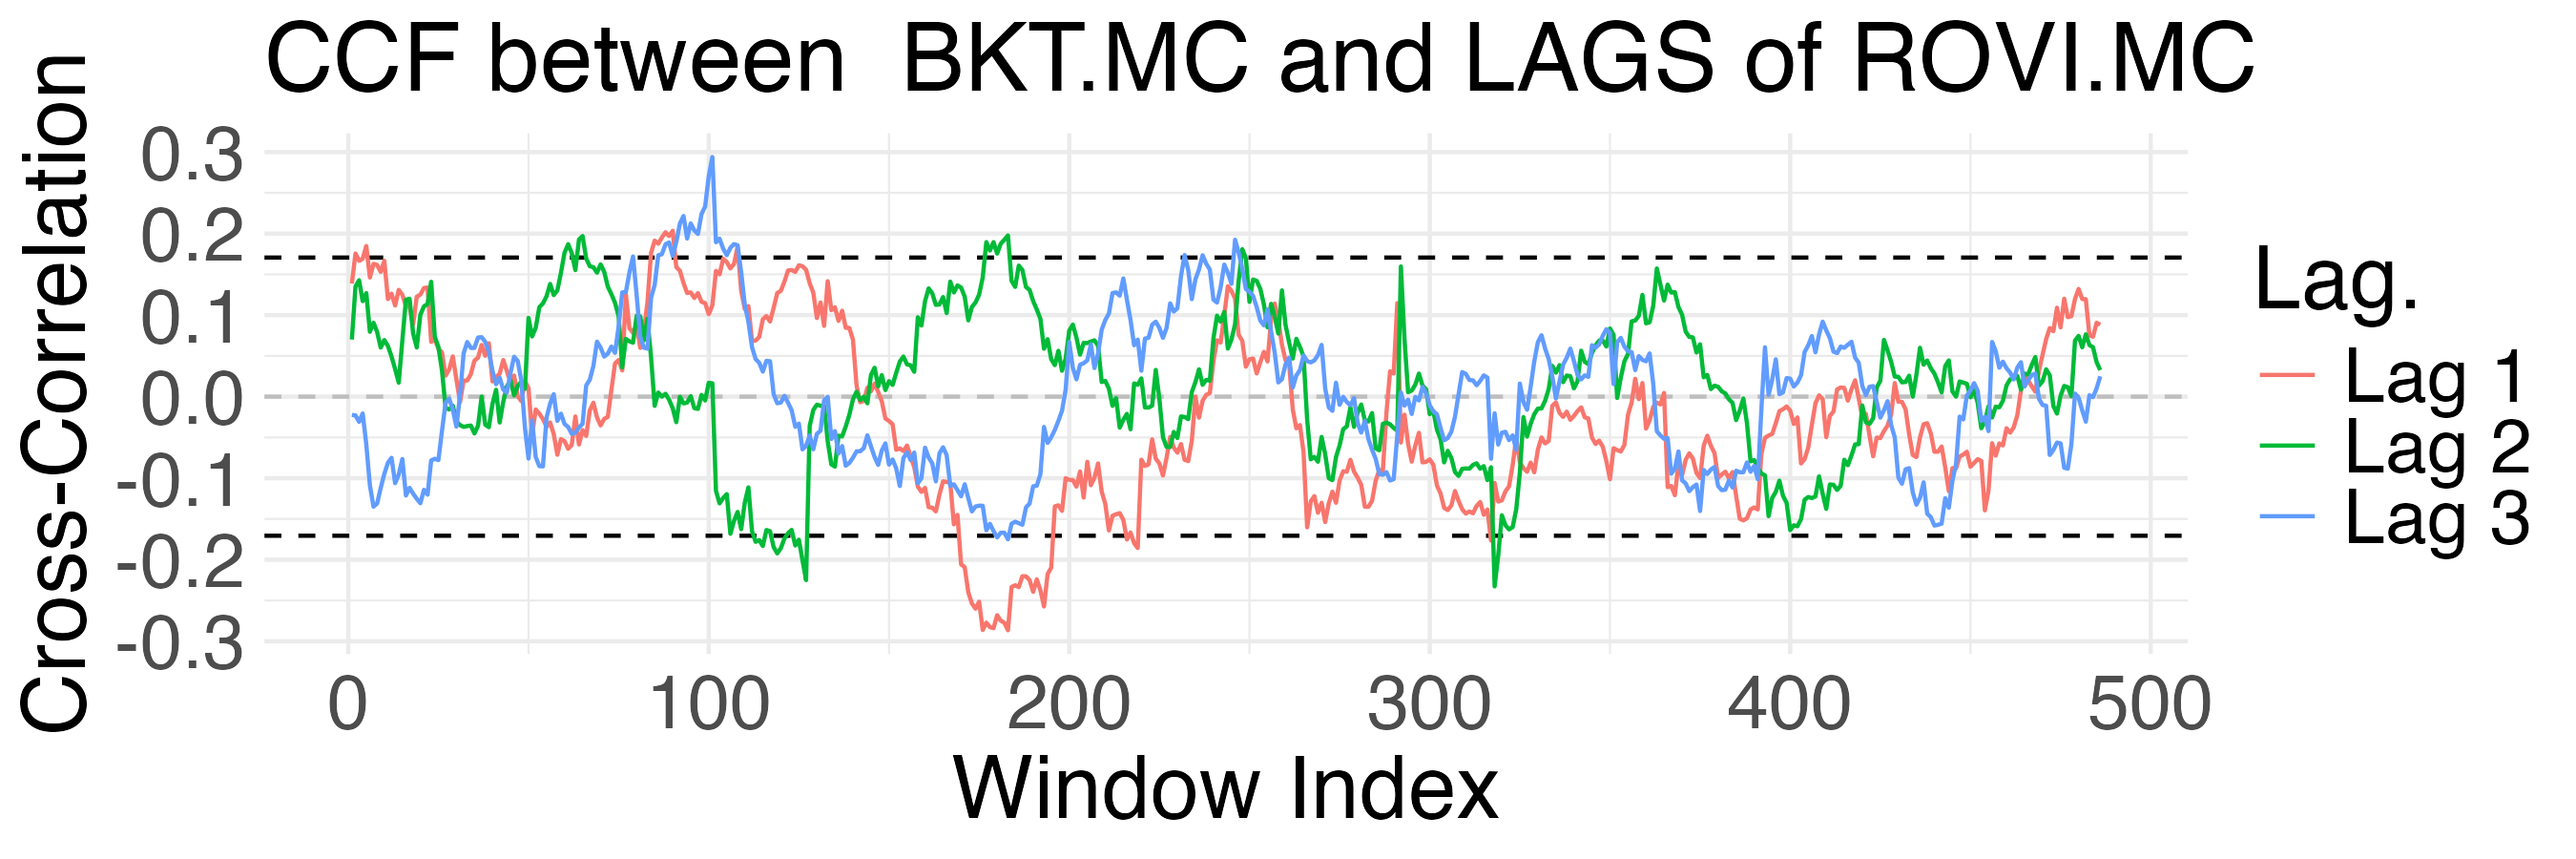 CCF between  BKT.MC and LAGS of ROVI.MC
Cross-Correlation
0.3
0.2
0.1
0.0
-0.1
-0.2
-0.3
0 100 200 300 400 500
Window Index
Lag.
Lag 1
Lag 2
Lag 3